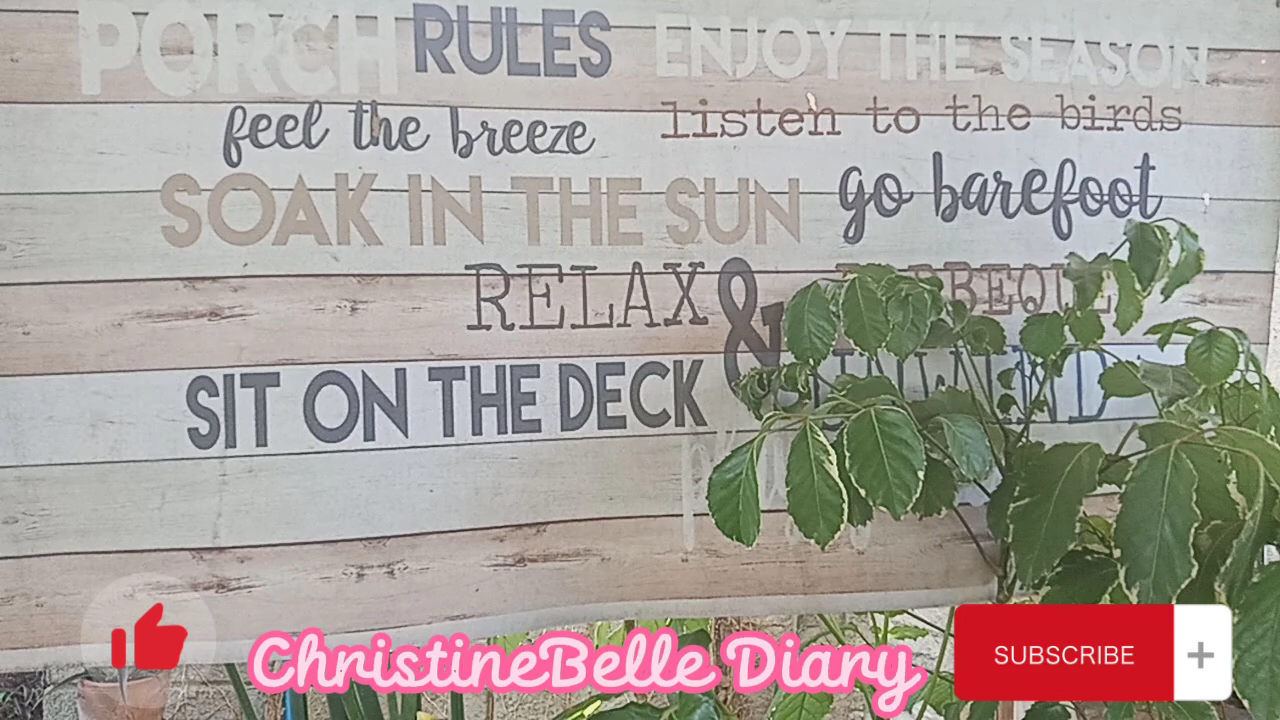 PORCH RULES ENJOY THE SEASON
feel the breeze listen to the birds
SOAK IN THE SUN go barefoot
RELAX &
SIT ON THE DECK
ChristineBelle Diary
SUBSCRIBE +